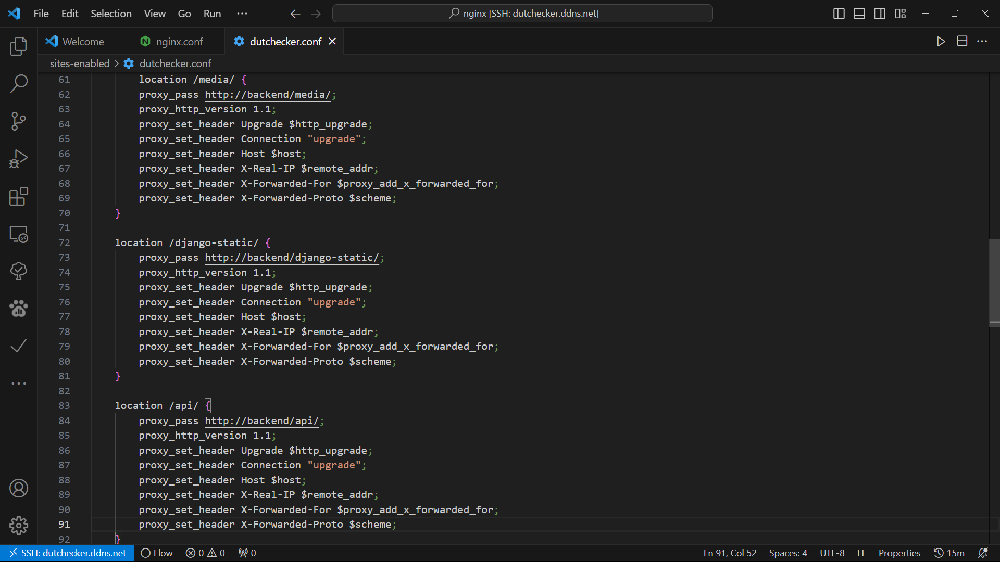 File Edit Selection View Go Run ···
nginx [SSH: dutchecker.ddns.net]
Welcome nginx.conf dutchecker.conf
sites-enabled > dutchecker.conf
61 location /media/ {
62 proxy_pass http://backend/media/;
63 proxy_http_version 1.1;
64 proxy_set_header Upgrade $http_upgrade;
65 proxy_set_header Connection "upgrade";
66 proxy_set_header Host $host;
67 proxy_set_header X-Real-IP $remote_addr;
68 proxy_set_header X-Forwarded-For $proxy_add_x_forwarded_for;
69 proxy_set_header X-Forwarded-Proto $scheme;
70 }
71
72 location /django-static/ {
73 proxy_pass http://backend/django-static/;
74 proxy_http_version 1.1;
75 proxy_set_header Upgrade $http_upgrade;
76 proxy_set_header Connection "upgrade";
77 proxy_set_header Host $host;
78 proxy_set_header X-Real-IP $remote_addr;
79 proxy_set_header X-Forwarded-For $proxy_add_x_forwarded_for;
80 proxy_set_header X-Forwarded-Proto $scheme;
81 }
82
83 location /api/ {
84 proxy_pass http://backend/api/;
85 proxy_http_version 1.1;
86 proxy_set_header Upgrade $http_upgrade;
87 proxy_set_header Connection "upgrade";
88 proxy_set_header Host $host;
89 proxy_set_header X-Real-IP $remote_addr;
90 proxy_set_header X-Forwarded-For $proxy_add_x_forwarded_for;
91 proxy_set_header X-Forwarded-Proto $scheme;
92 }
SSH: dutchecker.ddns.net Flow 0 0 0 Ln 91, Col 52 Spaces: 4 UTF-8 LF Properties 15m